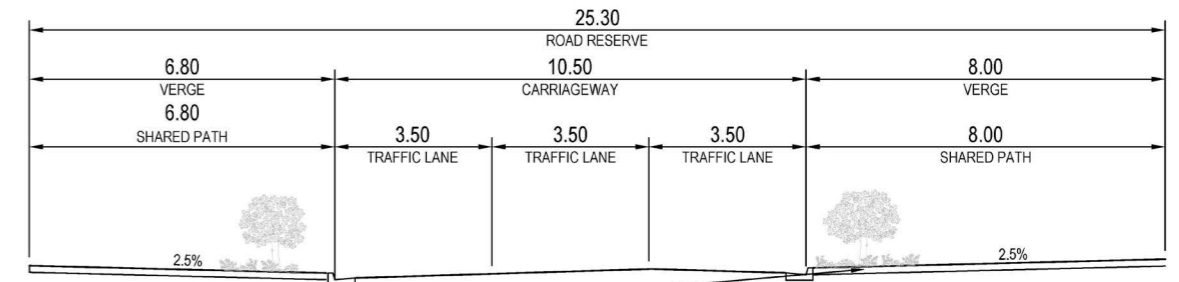 25.30
ROAD RESERVE
6.80
VERGE
10.50
CARRIAGEWAY
8.00
VERGE
6.80
SHARED PATH
3.50
TRAFFIC LANE
3.50
TRAFFIC LANE
3.50
TRAFFIC LANE
8.00
SHARED PATH
2.5%
2.5%